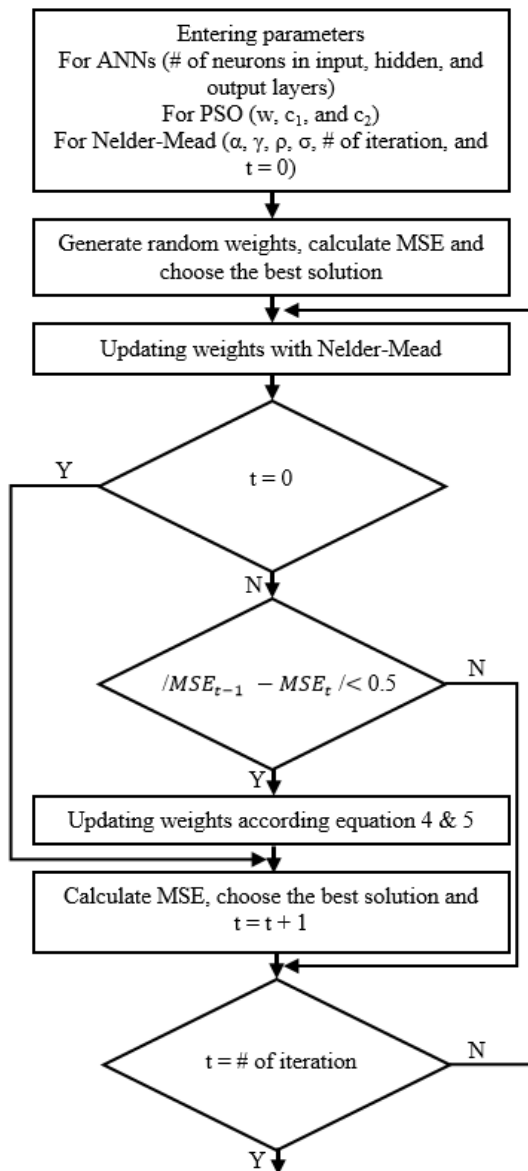 Entering parameters
For ANNs (# of neurons in input, hidden, and
output layers)
For PSO (w, c₁, and c₂)
For Nelder-Mead (α, γ, ρ, σ, # of iteration, and
t = 0)
Generate random weights, calculate MSE and
choose the best solution
Updating weights with Nelder-Mead
t = 0
Y
N
/MSEₜ₋₁ − MSEₜ /< 0.5
N
Y
Updating weights according equation 4 & 5
Calculate MSE, choose the best solution and
t = t + 1
t = # of iteration
N
Y